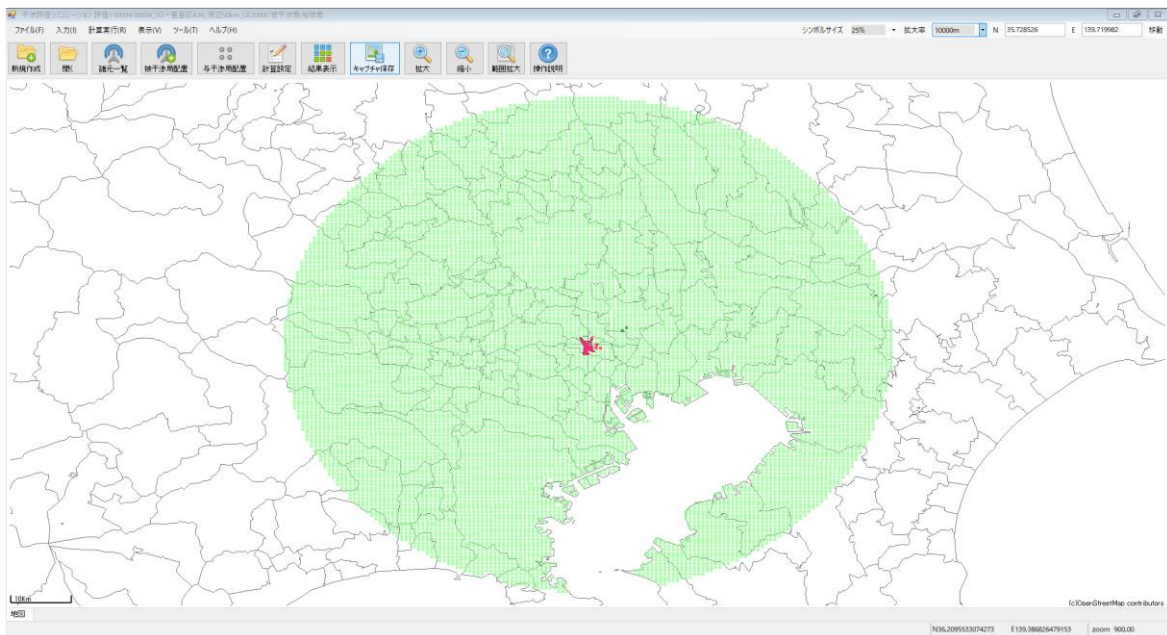 ファイル(F) 入力(I) 計算実行(R) 表示(V) ツール(T) ヘルプ(H)
シンボルサイズ 25% 拡大率 10000m N 35.728526 E 139.719982 移動
新規作成 開く 諸元一覧 被干渉局配置 与干渉局配置 計算設定 結果表示 キャプチャ保存 拡大 縮小 範囲拡大 操作説明
10Km
(c)OpenStreetMap contributors
地図
N36.2095533074273 E139.386826479153 zoom 900.00